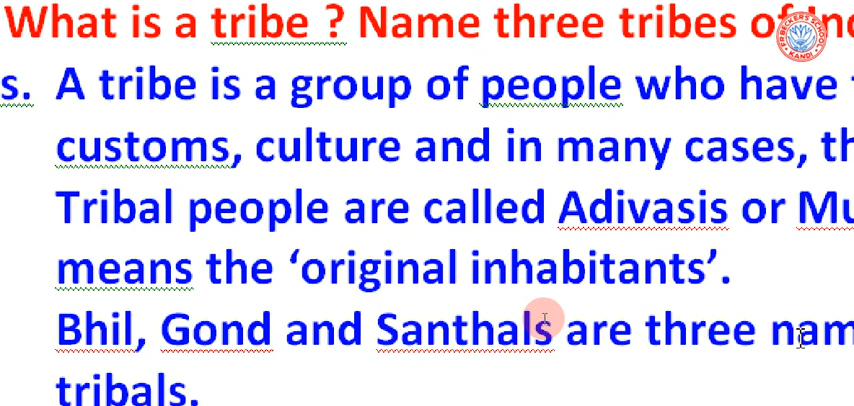 What is a tribe ? Name three tribes of
s. A tribe is a group of people who have
customs, culture and in many cases,
Tribal people are called Adivasis or
means the ‘original inhabitants’.
Bhil, Gond and Santhals are three
tribals.